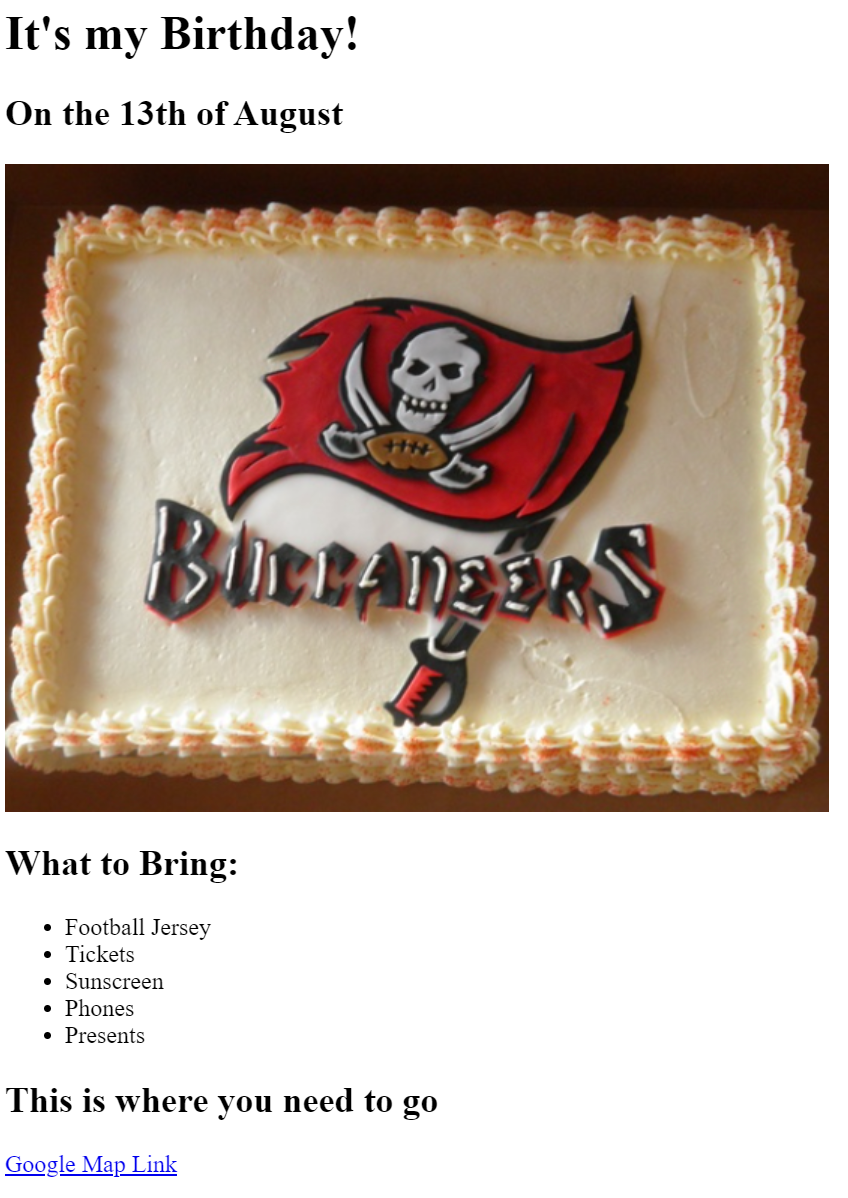 It's my Birthday!
On the 13th of August
BUCCANEERS
What to Bring:
Football Jersey
Tickets
Sunscreen
Phones
Presents
This is where you need to go
Google Map Link